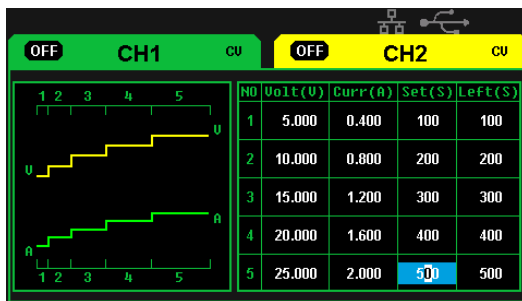 OFF CH1 CV OFF CH2 CV
1 2 3 4 5
V
V
A
A
1 2 3 4 5
NO Volt(V) Curr(A) Set(S) Left(S)
1 5.000 0.400 100 100
2 10.000 0.800 200 200
3 15.000 1.200 300 300
4 20.000 1.600 400 400
5 25.000 2.000 500 500